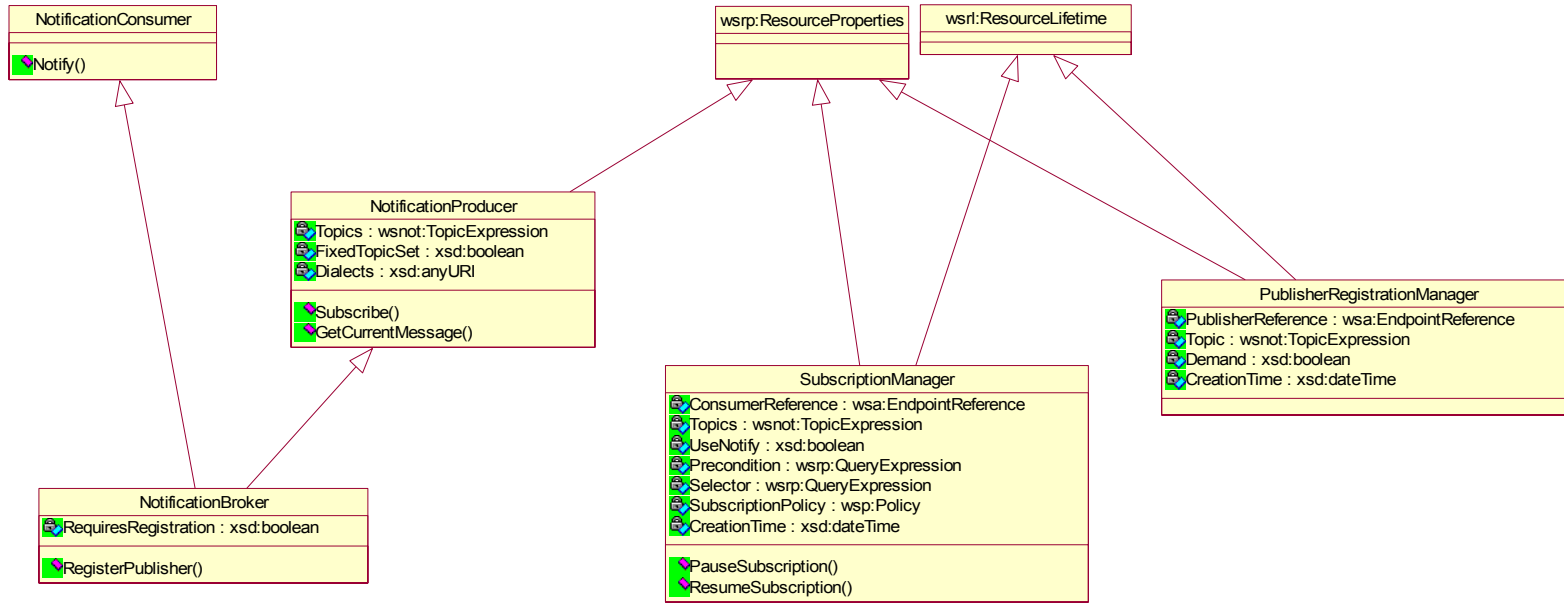 NotificationConsumer
Notify()
wsrp:ResourceProperties
wsrl:ResourceLifetime
NotificationProducer
Topics : wsnot:TopicExpression
FixedTopicSet : xsd:boolean
Dialects : xsd:anyURI
Subscribe()
GetCurrentMessage()
PublisherRegistrationManager
PublisherReference : wsa:EndpointReference
Topic : wsnot:TopicExpression
Demand : xsd:boolean
CreationTime : xsd:dateTime
SubscriptionManager
ConsumerReference : wsa:EndpointReference
Topics : wsnot:TopicExpression
UseNotify : xsd:boolean
Precondition : wsrp:QueryExpression
Selector : wsrp:QueryExpression
SubscriptionPolicy : wsp:Policy
CreationTime : xsd:dateTime
PauseSubscription()
ResumeSubscription()
NotificationBroker
RequiresRegistration : xsd:boolean
RegisterPublisher()